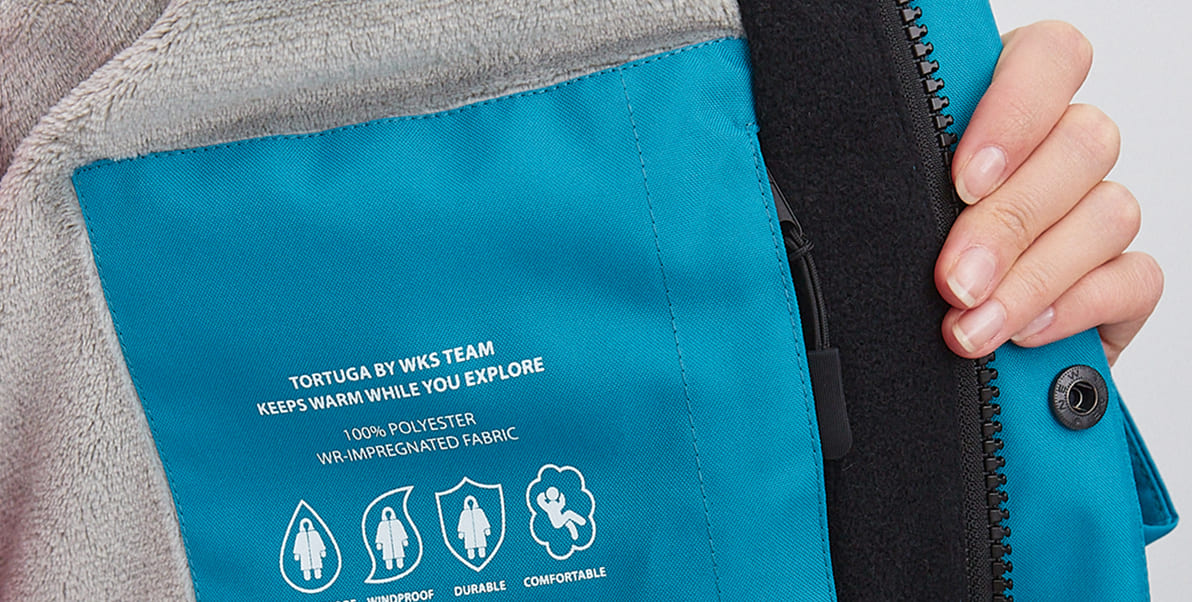 TORTUGA BY WKS TEAM
KEEPS WARM WHILE YOU EXPLORE
100% POLYESTER
WR-IMPREGNATED FABRIC
WINDPROOF
DURABLE
COMFORTABLE